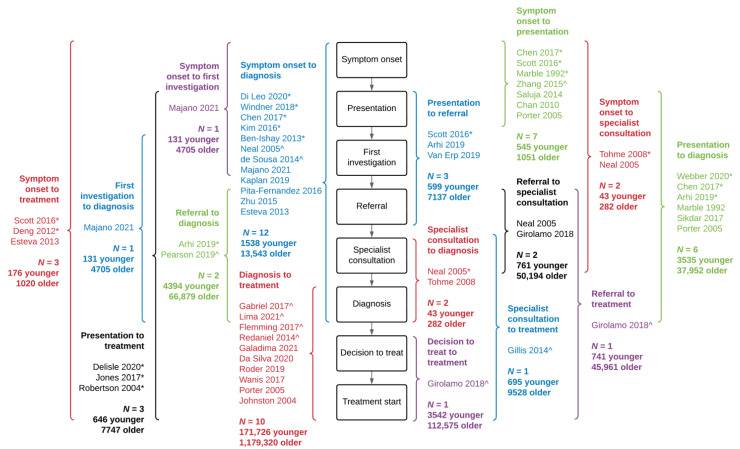 Symptom
onset to
treatment
Scott 2016*
Deng 2012*
Esteva 2013
N = 3
176 younger
1020 older
First
investigation
to diagnosis
Majano 2021
N = 1
131 younger
4705 older
Presentation to
treatment
Delisle 2020*
Jones 2017*
Robertson 2004*
N = 3
646 younger
7747 older
Symptom
onset to first
investigation
Majano 2021
N = 1
131 younger
4705 older
Referral to
diagnosis
Arhi 2019*
Pearson 2019^
N = 2
4394 younger
66,879 older
Symptom onset to
diagnosis
Di Leo 2020*
Windner 2018*
Chen 2017*
Kim 2016*
Ben-Ishay 2013*
Neal 2005^
de Sousa 2014^
Majano 2021
Kaplan 2019
Pita-Fernandez 2016
Zhu 2015
Esteva 2013
N = 12
1538 younger
13,543 older
Diagnosis to
treatment
Gabriel 2017^
Lima 2021^
Flemming 2017^
Redaniel 2014^
Galadima 2021
Da Silva 2020
Roder 2019
Wanis 2017
Porter 2005
Johnston 2004
N = 10
171,726 younger
1,179,320 older
Symptom onset
Presentation
First
investigation
Referral
Specialist
consultation
Diagnosis
Decision to treat
Treatment start
Presentation
to referral
Scott 2016*
Arhi 2019
Van Erp 2019
N = 3
599 younger
7137 older
Specialist
consultation
to diagnosis
Neal 2005*
Tohme 2008
N = 2
43 younger
282 older
Decision to
treat to
treatment
Girolamo 2018^
N = 1
3542 younger
112,575 older
Symptom
onset to
presentation
Chen 2017*
Scott 2016*
Marble 1992*
Zhang 2015^
Saluja 2014
Chan 2010
Porter 2005
N = 7
545 younger
1051 older
Referral to
specialist
consultation
Neal 2005
Girolamo 2018
N = 2
761 younger
50,194 older
Specialist
consultation
to treatment
Gillis 2014^
N = 1
695 younger
9528 older
Symptom
onset to
specialist
consultation
Tohme 2008*
Neal 2005
N = 2
43 younger
282 older
Referral to
treatment
Girolamo 2018^
N = 1
741 younger
45,961 older
Presentation
to diagnosis
Webber 2020*
Chen 2017*
Arhi 2019*
Marble 1992
Sikdar 2017
Porter 2005
N = 6
3535 younger
37,952 older